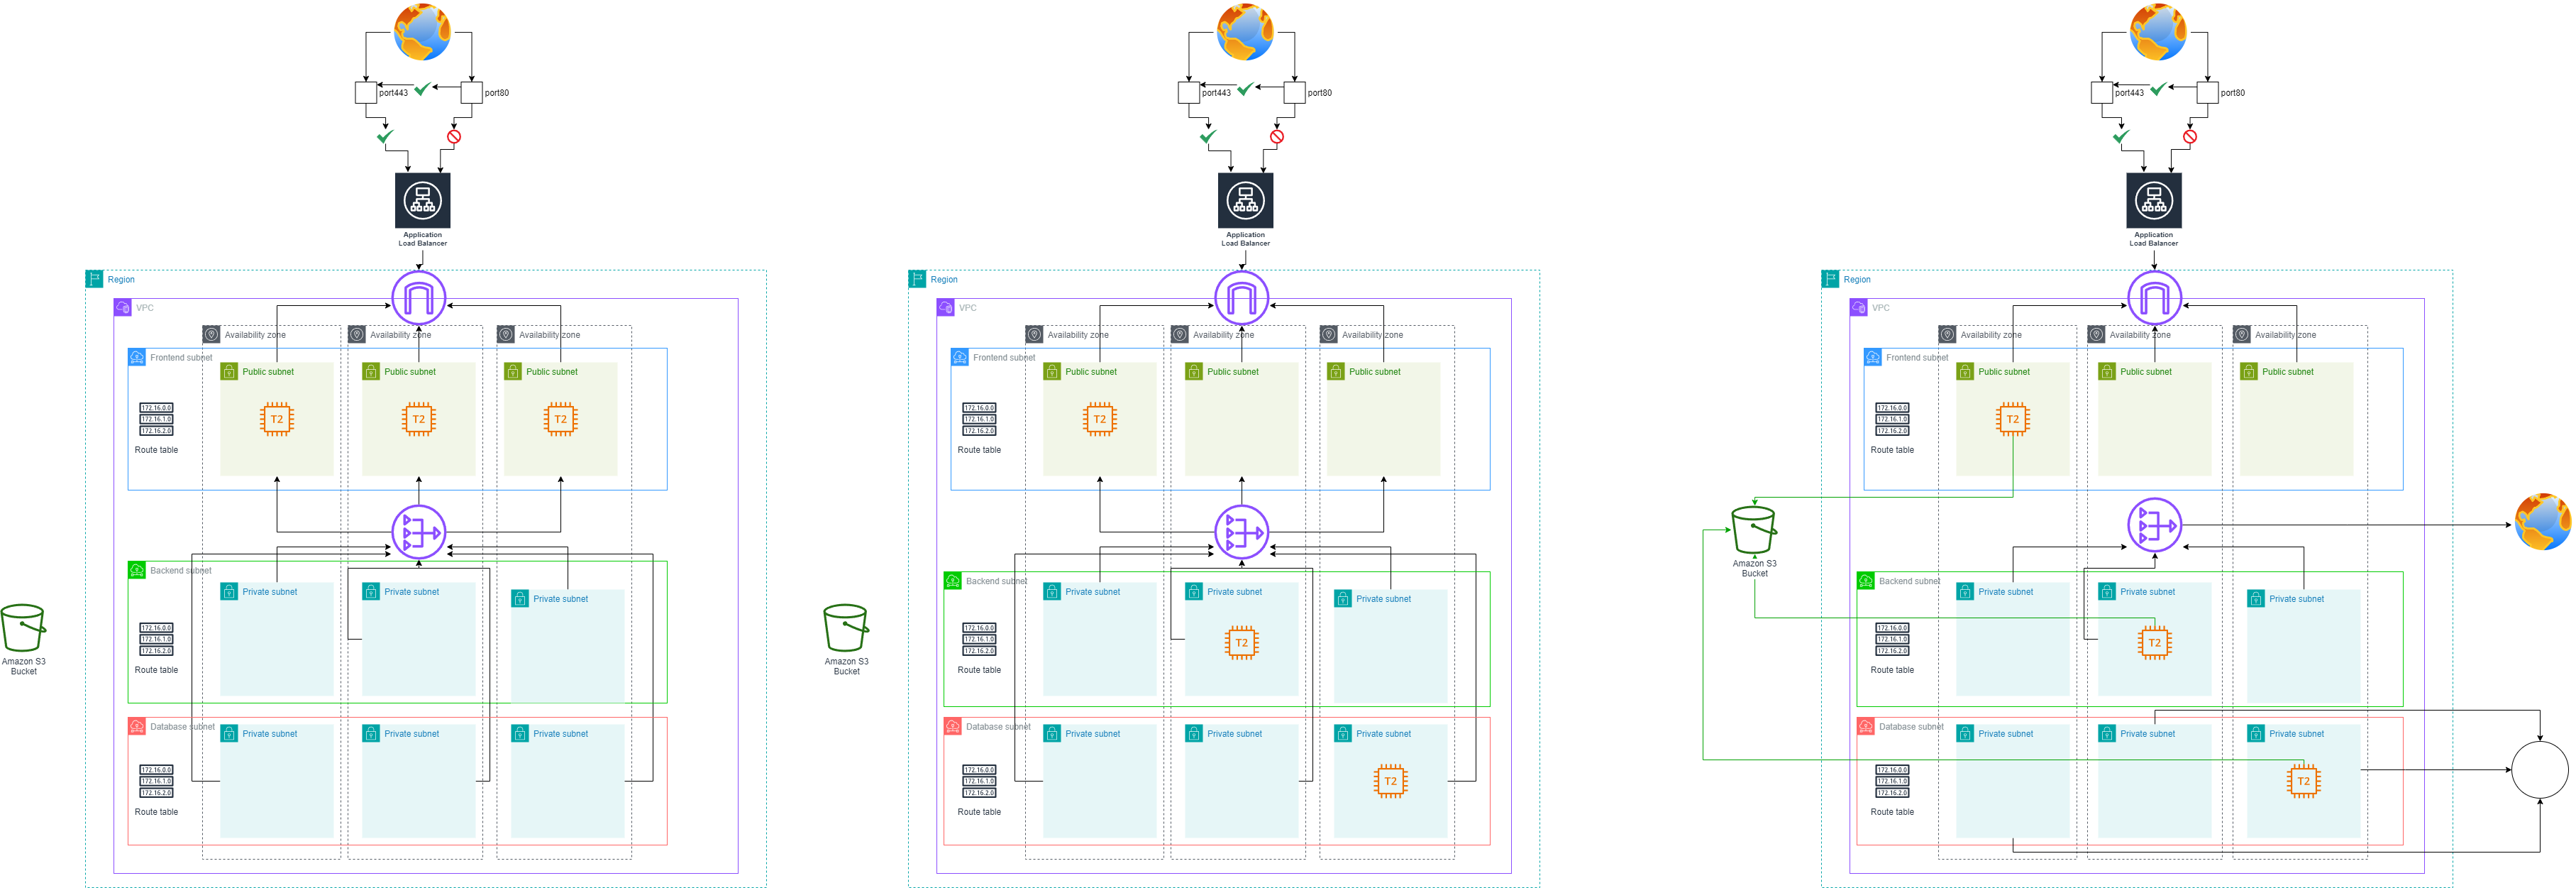 port443
port80
Application
Load Balancer
Region
VPC
Availability zone
Availability zone
Availability zone
Frontend subnet
Public subnet
Public subnet
Public subnet
T2
T2
T2
172.16.0.0
172.16.1.0
172.16.2.0
Route table
Backend subnet
Private subnet
Private subnet
Private subnet
172.16.0.0
172.16.1.0
172.16.2.0
Route table
Amazon S3
Bucket
Database subnet
Private subnet
Private subnet
Private subnet
172.16.0.0
172.16.1.0
172.16.2.0
Route table
port443
port80
Application
Load Balancer
Region
VPC
Availability zone
Availability zone
Availability zone
Frontend subnet
Public subnet
Public subnet
Public subnet
T2
172.16.0.0
172.16.1.0
172.16.2.0
Route table
Backend subnet
Private subnet
Private subnet
Private subnet
T2
172.16.0.0
172.16.1.0
172.16.2.0
Route table
Amazon S3
Bucket
Database subnet
Private subnet
Private subnet
Private subnet
T2
172.16.0.0
172.16.1.0
172.16.2.0
Route table
port443
port80
Application
Load Balancer
Region
VPC
Availability zone
Availability zone
Availability zone
Frontend subnet
Public subnet
Public subnet
Public subnet
T2
172.16.0.0
172.16.1.0
172.16.2.0
Route table
Amazon S3
Bucket
Backend subnet
Private subnet
Private subnet
Private subnet
T2
172.16.0.0
172.16.1.0
172.16.2.0
Route table
Database subnet
Private subnet
Private subnet
Private subnet
T2
172.16.0.0
172.16.1.0
172.16.2.0
Route table